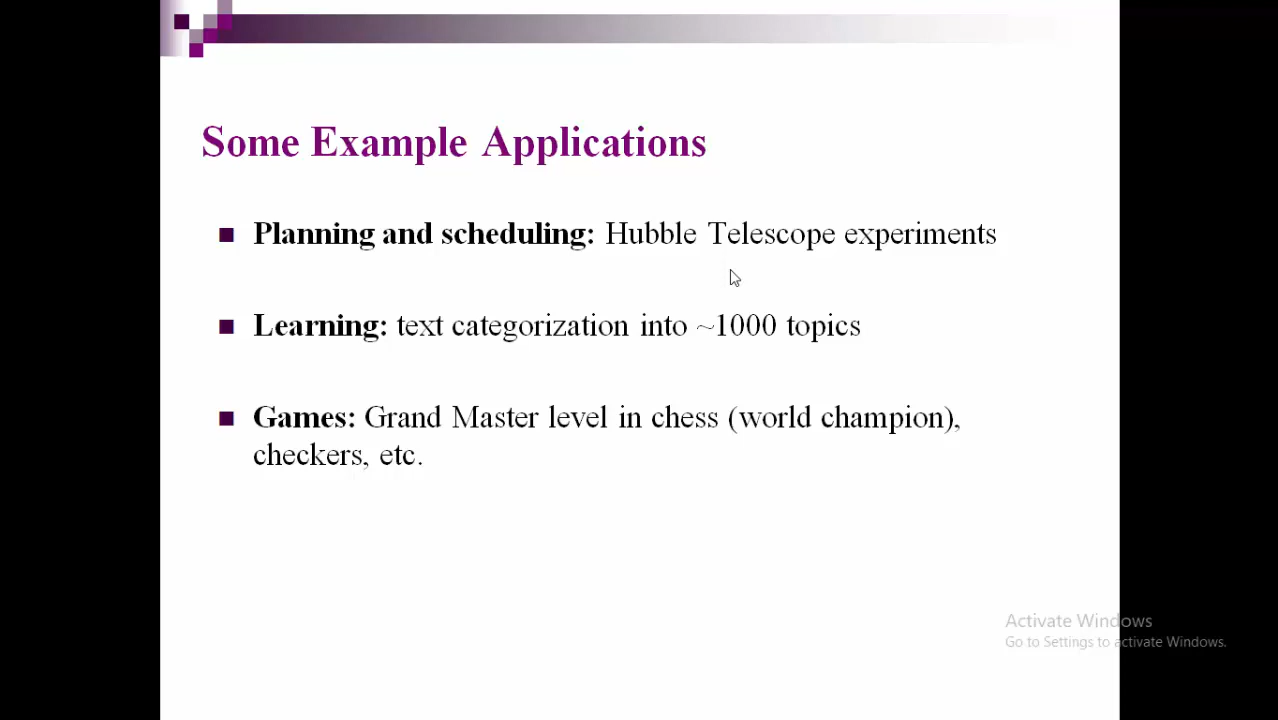 Some Example Applications
Planning and scheduling: Hubble Telescope experiments
Learning: text categorization into ~1000 topics
Games: Grand Master level in chess (world champion),
checkers, etc.
Activate Windows
Go to Settings to activate Windows.